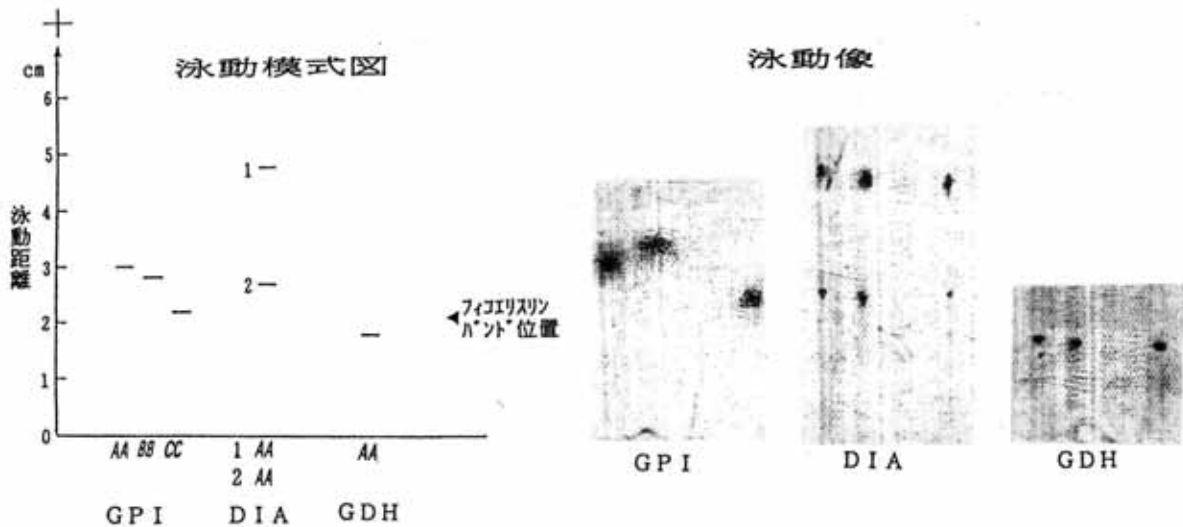 cm
泳動模式図
泳動像
6
5
4
3
2
1
0
泳動距離
1
2
フィコエリスリン
バンド位置
AA BB CC
1 AA
2 AA
AA
GPI DIA GDH
GPI
DIA
GDH